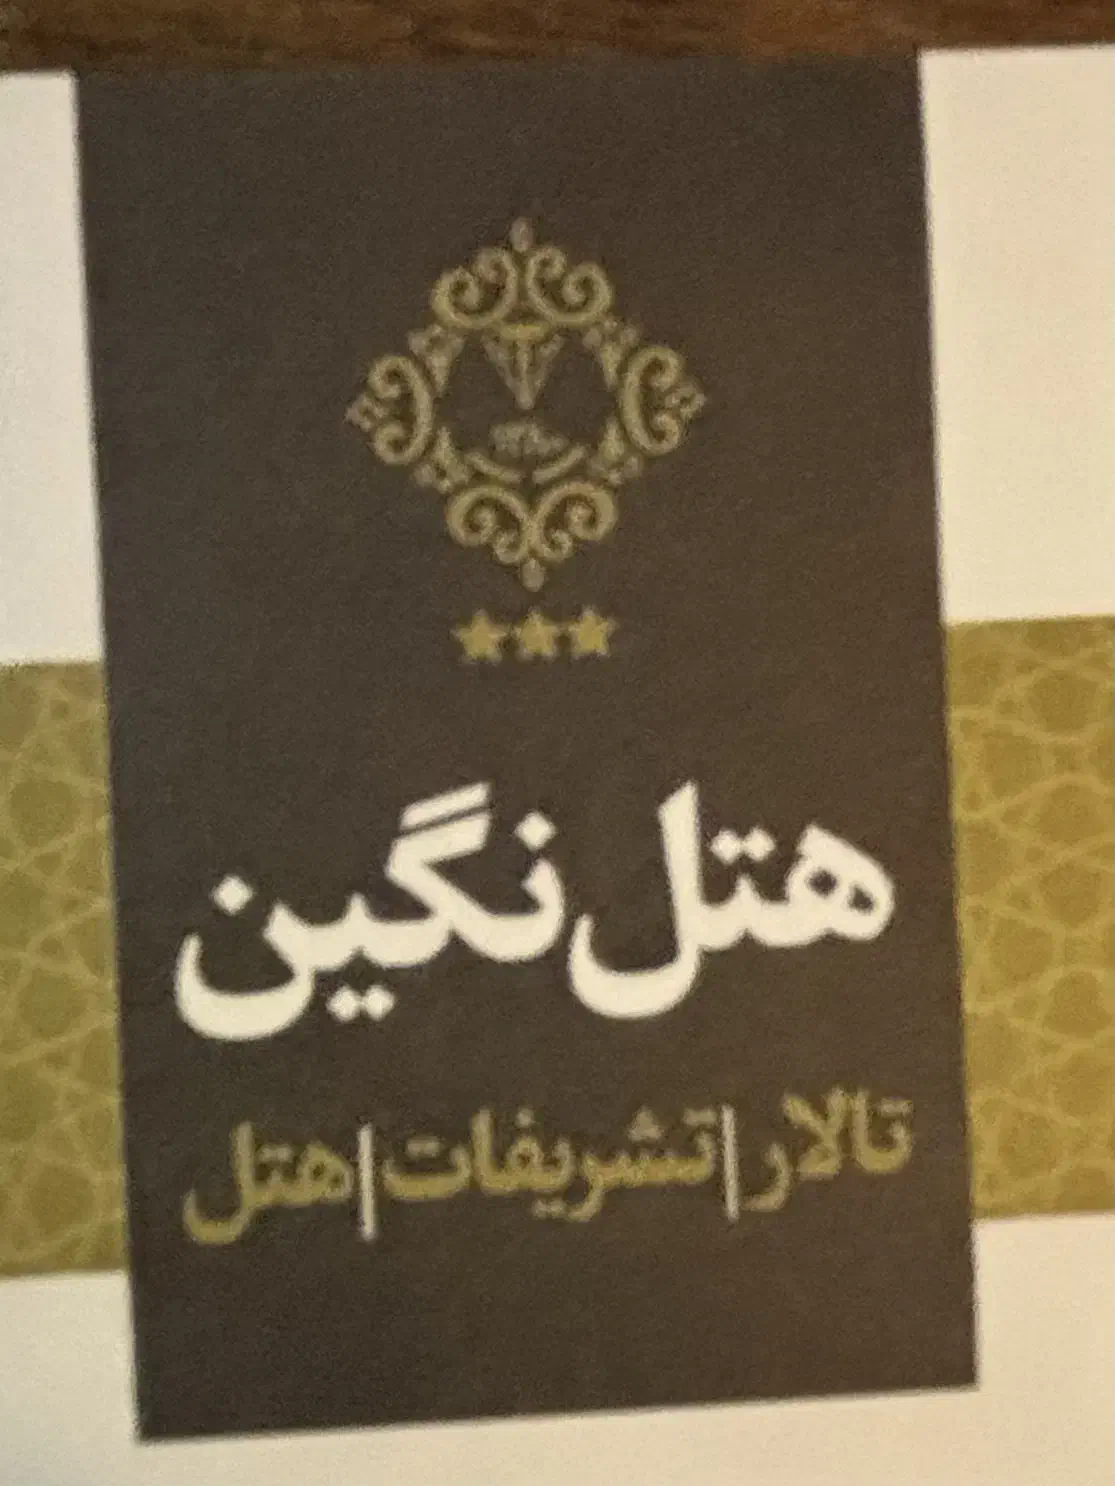 هتل نگین
تالار | تشریفات | هتل